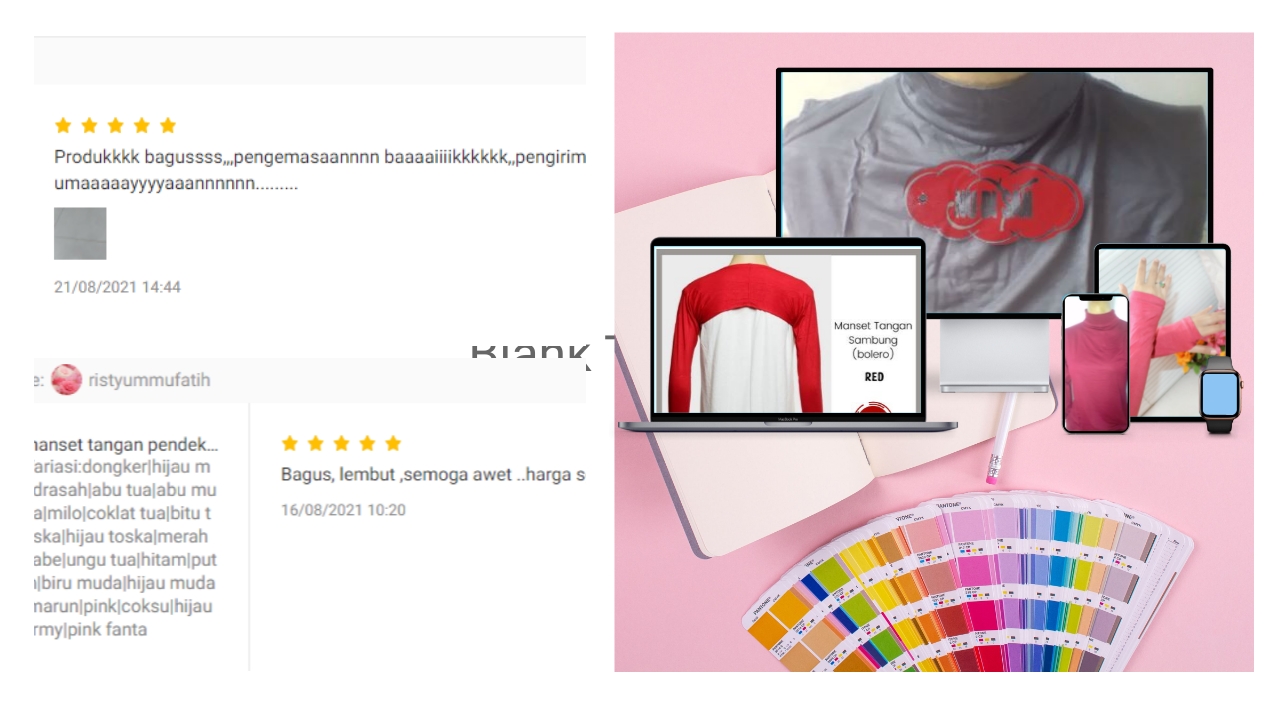 Produkkkk bagussss,,,pengemasaannnn baaaaiiiikkkkkk,,pengirim
umaaaaayyyyaaannnnnn.........
21/08/2021 14:44
Blank
e: ristyummufatih
nanset tangan pendek...
ariasi:dongker|hijau m
drasah|abu tua|abu mu
a|milo|coklat tua|bitu t
ska|hijau toska|merah
abe|ungu tua|hitam|put
|biru muda|hijau muda
marun|pink|coksu|hijau
rmy|pink fanta
Bagus, lembut ,semoga awet ..harga s
16/08/2021 10:20
Manset Tangan
Sambung
(bolero)
RED
PANTONE